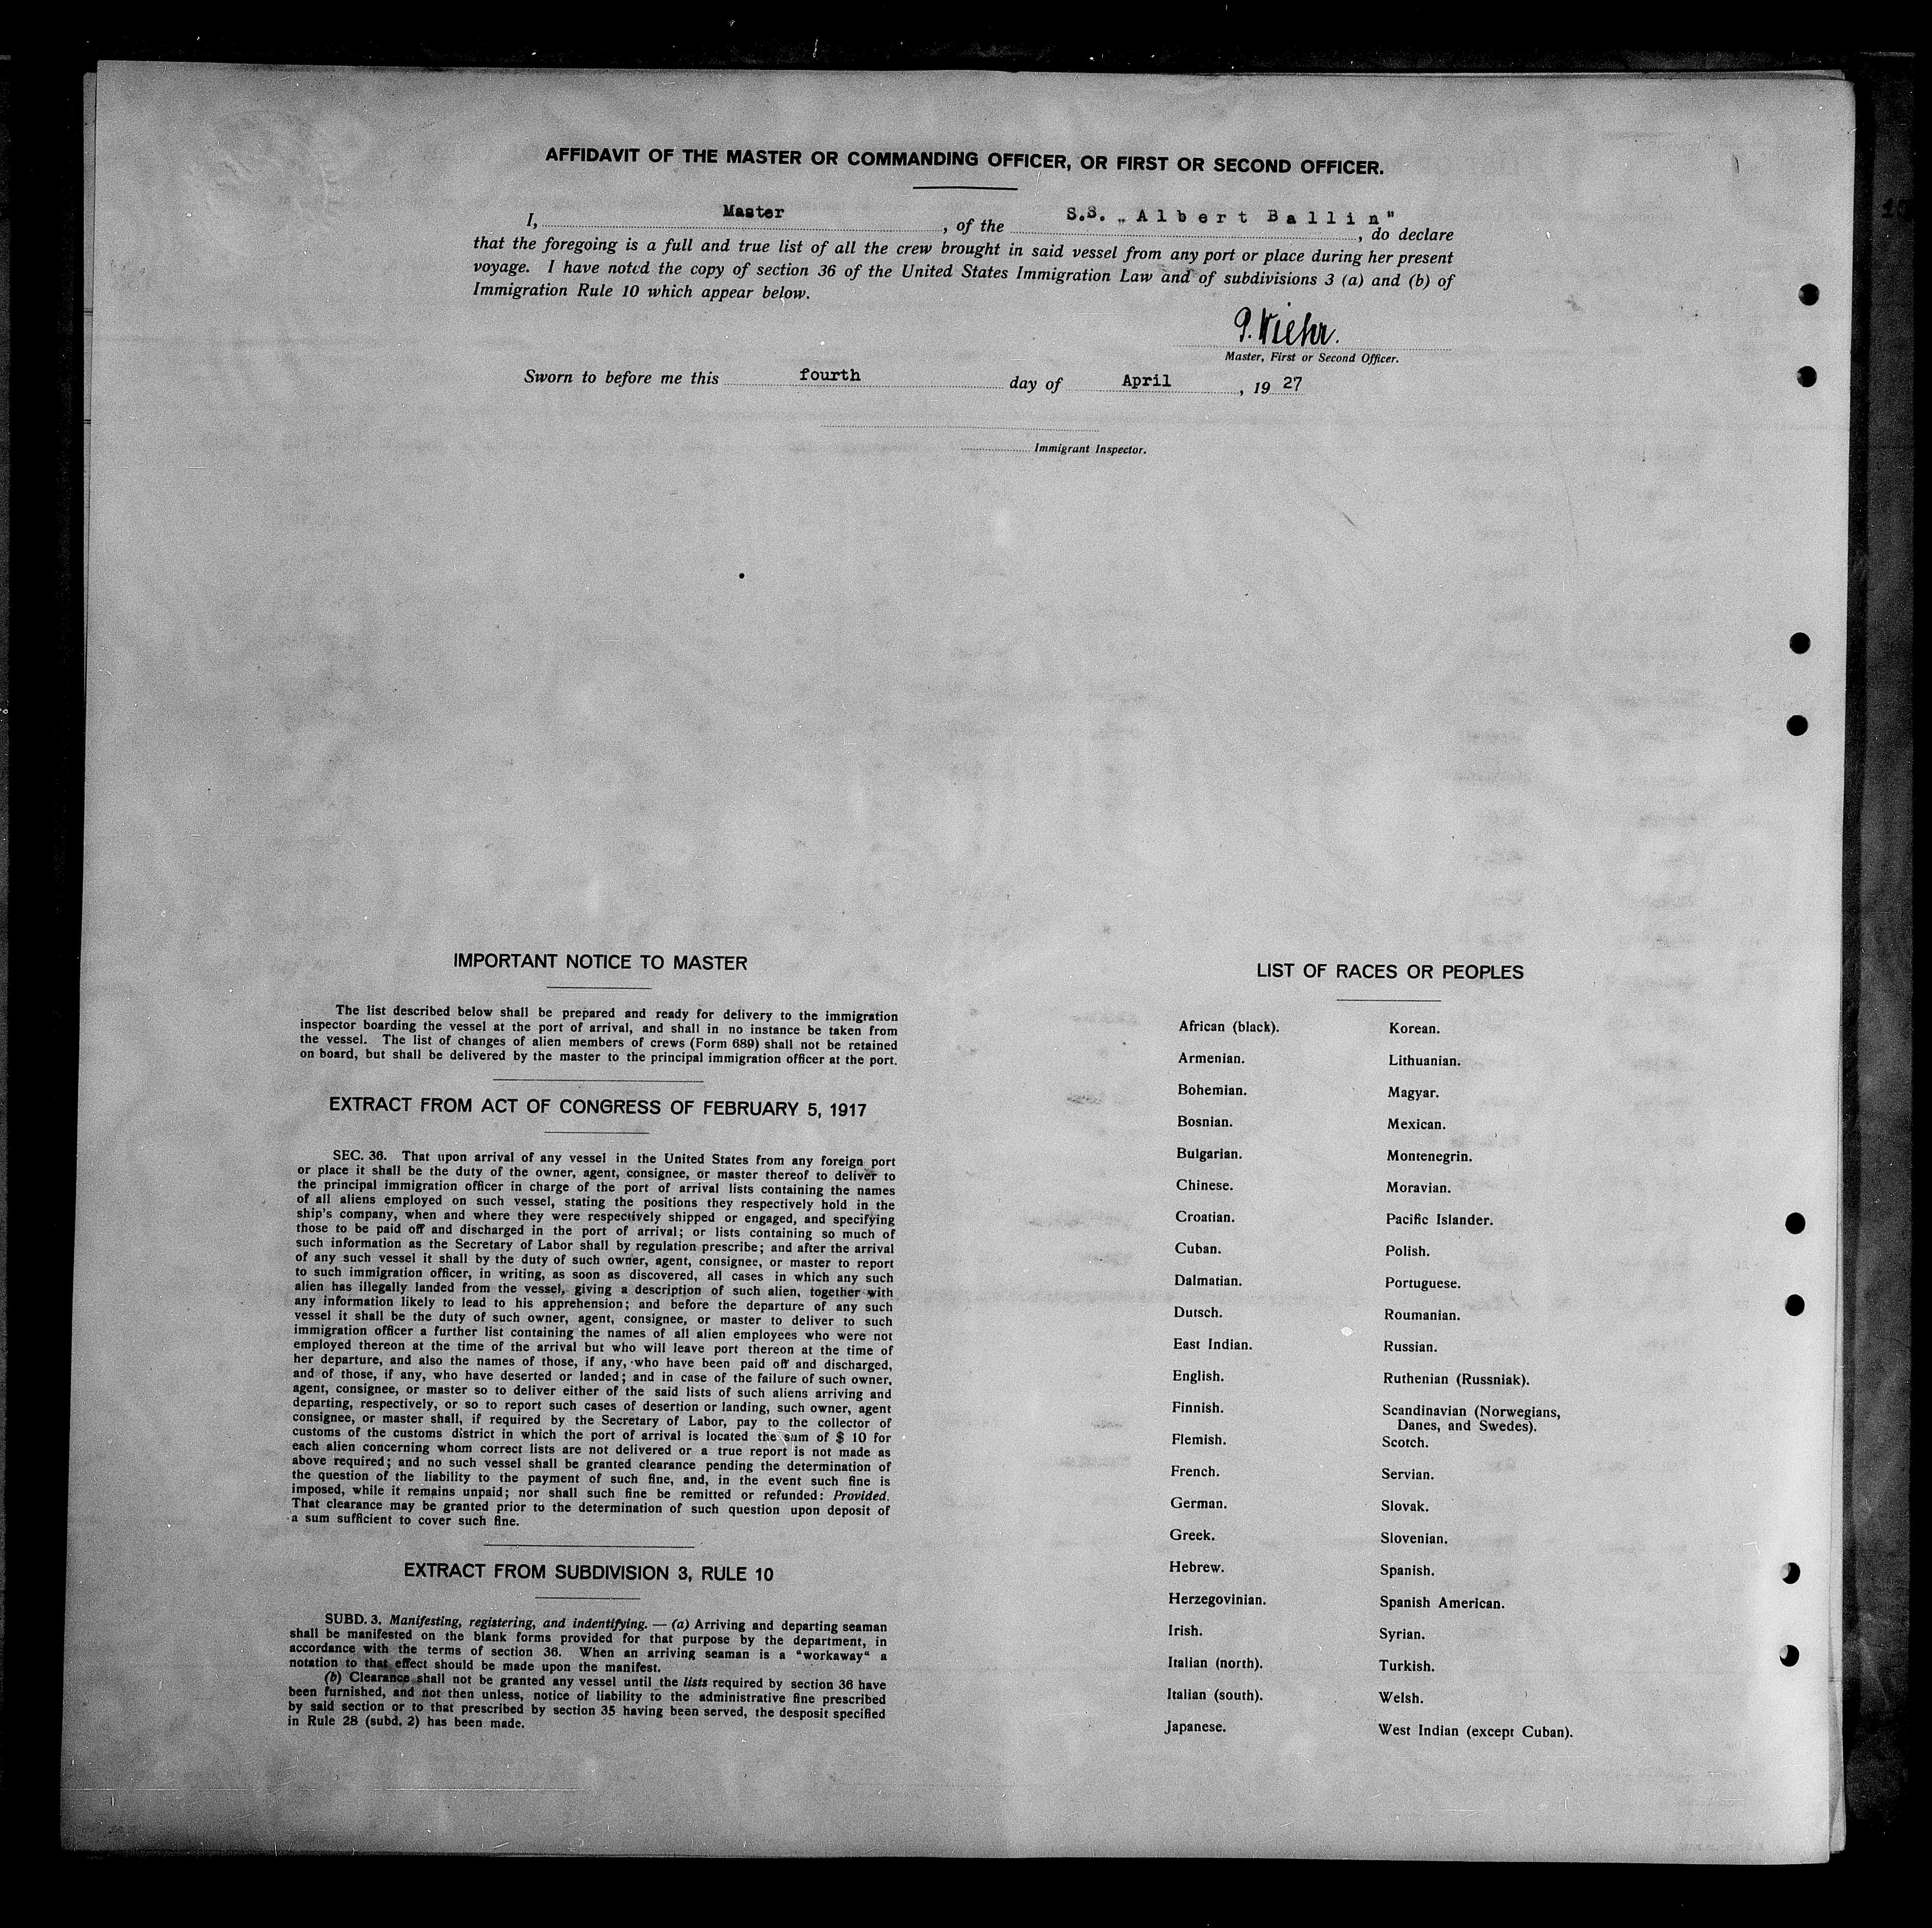 AFFIDAVIT OF THE MASTER OR COMMANDING OFFICER, OR FIRST OR SECOND OFFICER.
I, Master, of the S.S. „Albert Ballin", do declare
that the foregoing is a full and true list of all the crew brought in said vessel from any port or place during her present
voyage. I have noted the copy of section 36 of the United States Immigration Law and of subdivisions 3 (a) and (b) of
Immigration Rule 10 which appear below.
P. Wiehr.
Master, First or Second Officer.
Sworn to before me this fourth day of April, 19 27
Immigrant Inspector.
IMPORTANT NOTICE TO MASTER
The list described below shall be prepared and ready for delivery to the immigration
inspector boarding the vessel at the port of arrival, and shall in no instance be taken from
the vessel. The list of changes of alien members of crews (Form 689) shall not be retained
on board, but shall be delivered by the master to the principal immigration officer at the port.
EXTRACT FROM ACT OF CONGRESS OF FEBRUARY 5, 1917
SEC. 36. That upon arrival of any vessel in the United States from any foreign port
or place it shall be the duty of the owner, agent, consignee, or master thereof to deliver to
the principal immigration officer in charge of the port of arrival lists containing the names
of all aliens employed on such vessel, stating the positions they respectively hold in the
ship's company, when and where they were respectively shipped or engaged, and specifying
those to be paid off and discharged in the port of arrival; or lists containing so much of
such information as the Secretary of Labor shall by regulation prescribe; and after the arrival
of any such vessel it shall by the duty of such owner, agent, consignee, or master to report
to such immigration officer, in writing, as soon as discovered, all cases in which any such
alien has illegally landed from the vessel, giving a description of such alien, together with
any information likely to lead to his apprehension; and before the departure of any such
vessel it shall be the duty of such owner, agent, consignee, or master to deliver to such
immigration officer a further list containing the names of all alien employees who were not
employed thereon at the time of the arrival but who will leave port thereon at the time of
her departure, and also the names of those, if any, who have been paid off and discharged,
and of those, if any, who have deserted or landed; and in case of the failure of such owner,
agent, consignee, or master so to deliver either of the said lists of such aliens arriving and
departing, respectively, or so to report such cases of desertion or landing, such owner, agent
consignee, or master shall, if required by the Secretary of Labor, pay to the collector of
customs of the customs district in which the port of arrival is located the sum of $ 10 for
each alien concerning whom correct lists are not delivered or a true report is not made as
above required; and no such vessel shall be granted clearance pending the determination of
the question of the liability to the payment of such fine, and, in the event such fine is
imposed, while it remains unpaid; nor shall such fine be remitted or refunded: Provided.
That clearance may be granted prior to the determination of such question upon deposit of
a sum sufficient to cover such fine.
EXTRACT FROM SUBDIVISION 3, RULE 10
SUBD. 3. Manifesting, registering, and indentifying. — (a) Arriving and departing seaman
shall be manifested on the blank forms provided for that purpose by the department, in
accordance with the terms of section 36. When an arriving seaman is a "workaway" a
notation to that effect should be made upon the manifest.
(b) Clearance shall not be granted any vessel until the lists required by section 36 have
been furnished, and not then unless, notice of liability to the administrative fine prescribed
by said section or to that prescribed by section 35 having been served, the desposit specified
in Rule 28 (subd. 2) has been made.
LIST OF RACES OR PEOPLES
African (black).
Armenian.
Bohemian.
Bosnian.
Bulgarian.
Chinese.
Croatian.
Cuban.
Dalmatian.
Dutsch.
East Indian.
English.
Finnish.
Flemish.
French.
German.
Greek.
Hebrew.
Herzegovinian.
Irish.
Italian (north).
Italian (south).
Japanese.
Korean.
Lithuanian.
Magyar.
Mexican.
Montenegrin.
Moravian.
Pacific Islander.
Polish.
Portuguese.
Roumanian.
Russian.
Ruthenian (Russniak).
Scandinavian (Norwegians,
Danes, and Swedes).
Scotch.
Servian.
Slovak.
Slovenian.
Spanish.
Spanish American.
Syrian.
Turkish.
Welsh.
West Indian (except Cuban).